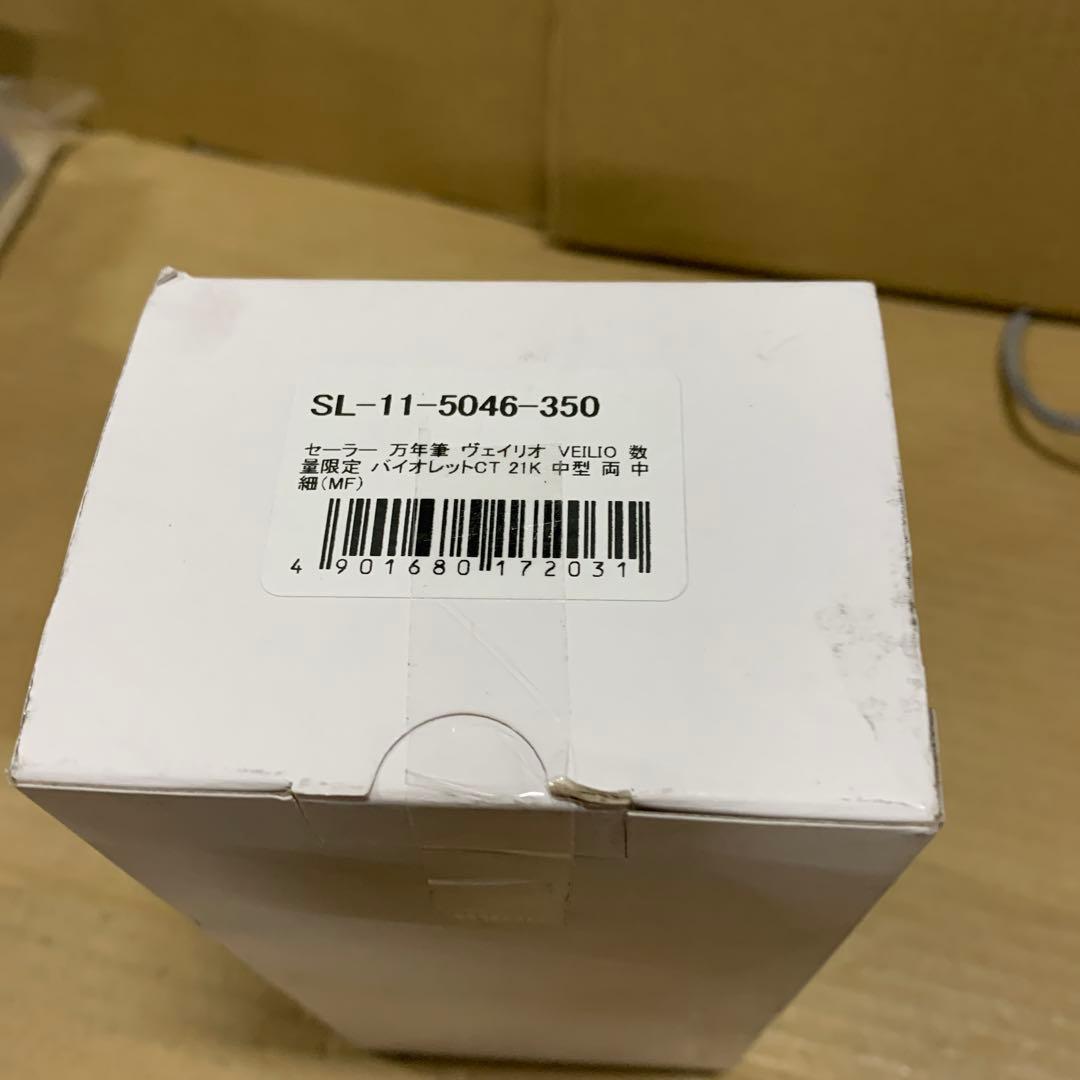 SL-11-5046-350
セーラー 万年筆 ヴェイリオ VEILIO 数
量限定 バイオレットCT 21K 中型 両 中
細(MF)
4 901680 172031